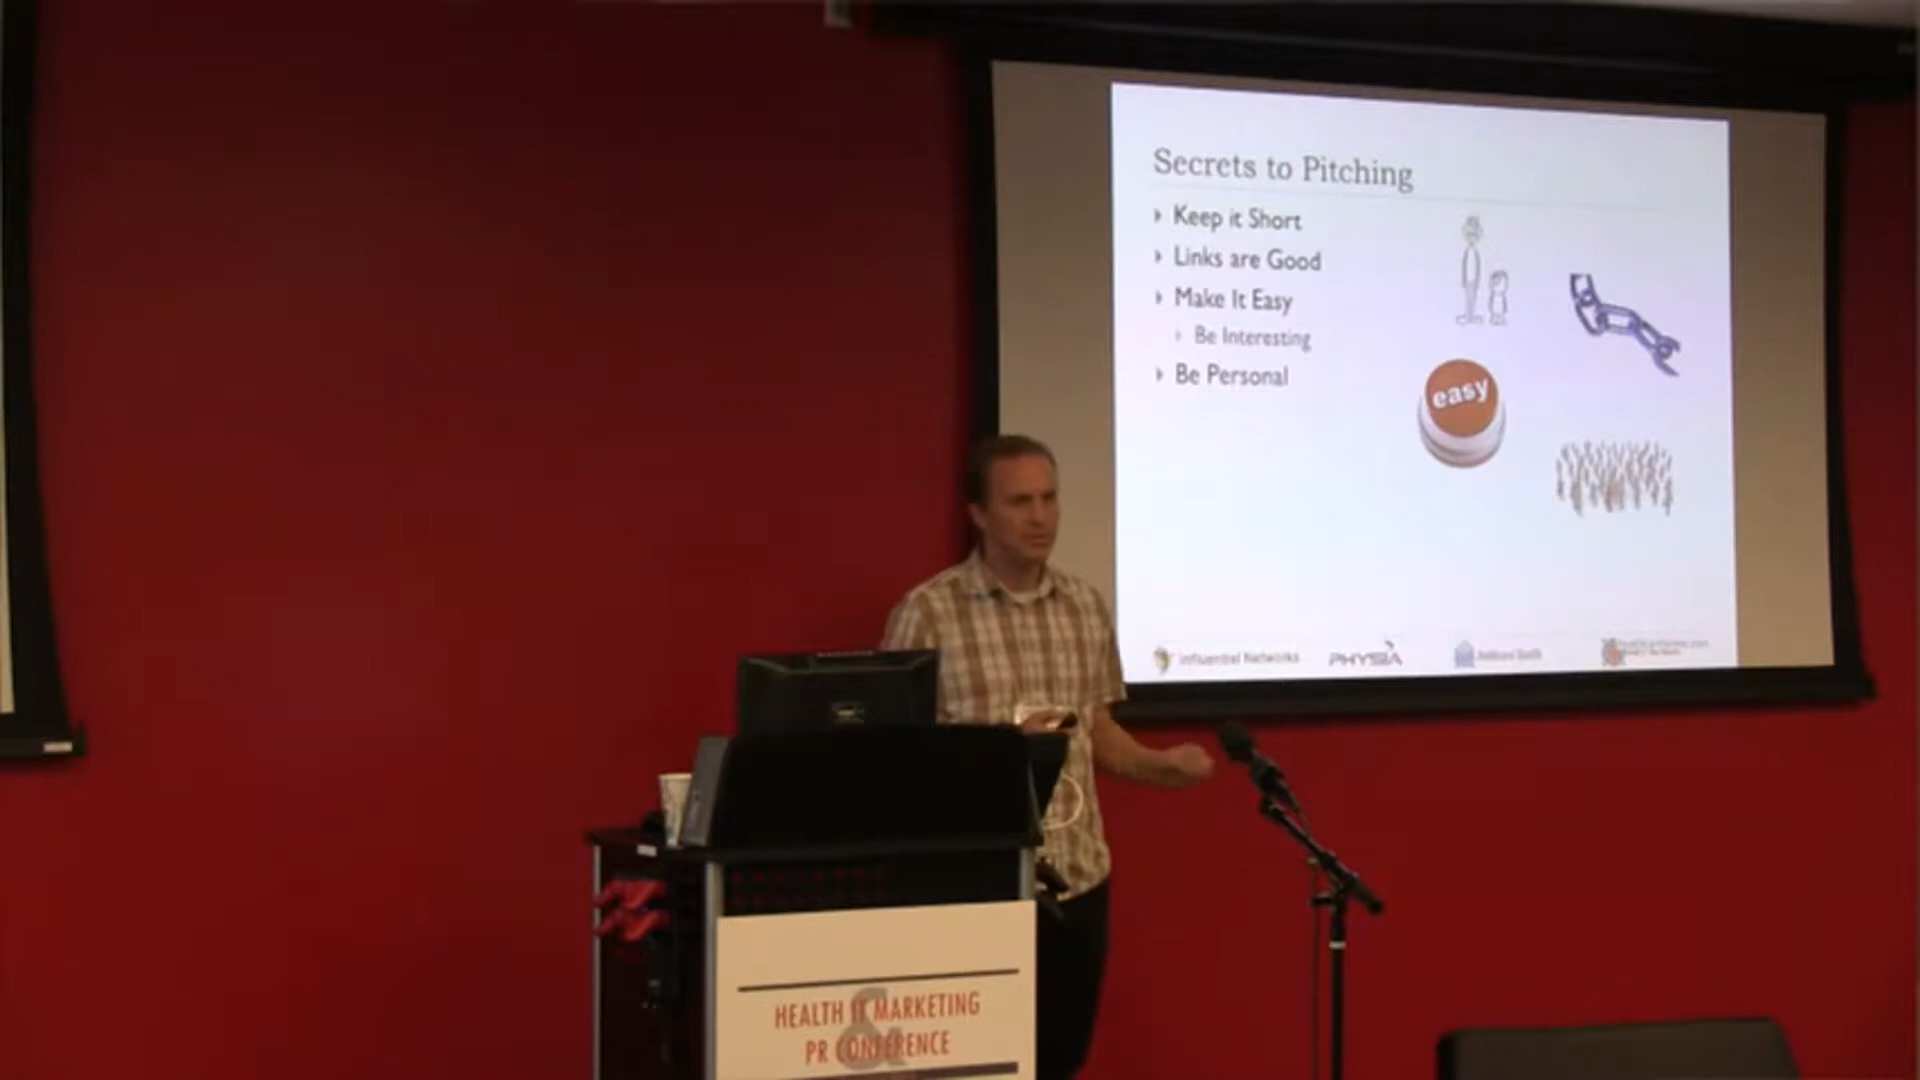 Secrets to Pitching
Keep it Short
Links are Good
Make It Easy
Be Interesting
Be Personal
easy
Influential Networks
PHYSIA
HEALTH IT MARKETING
&
PR CONFERENCE